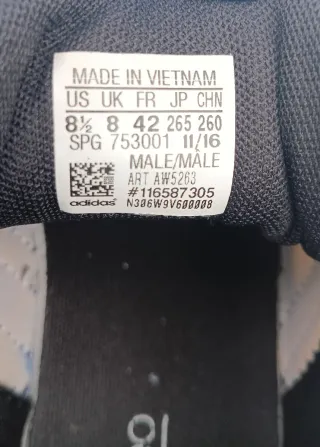 MADE IN VIETNAM
US UK FR JP CHN
8½ 8 42 265 260
SPG 753001 11/16
MALE/MALE
ART AW5263
#116587305
adidas® N306W9V600008